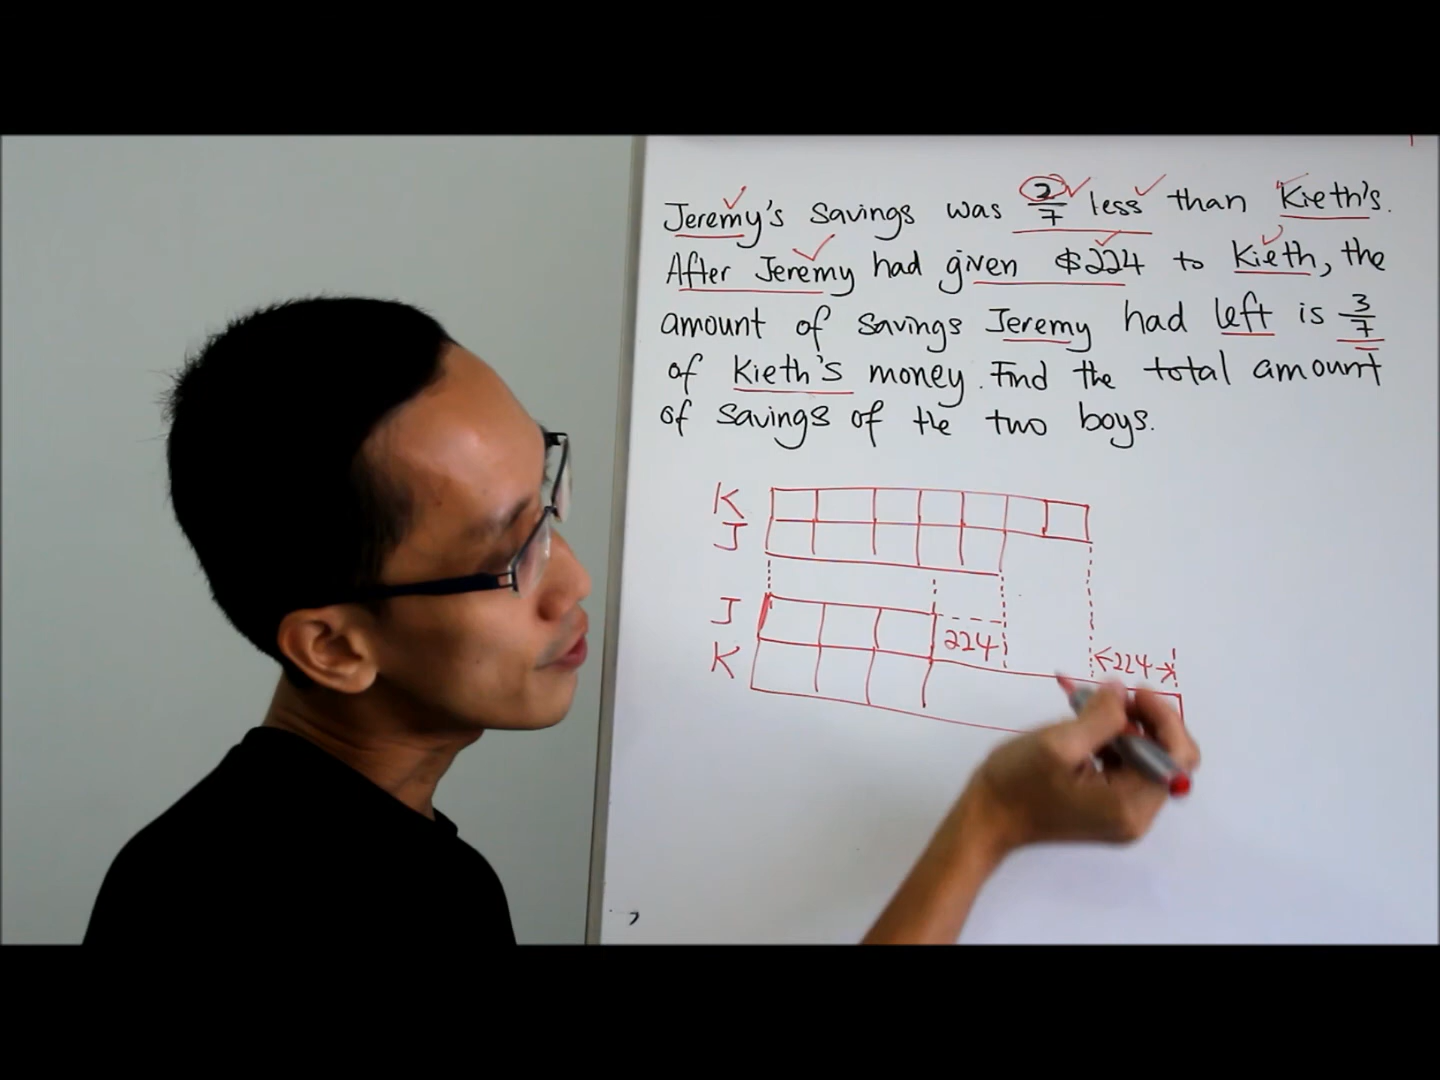 Jeremy's savings was 2/7 less than Kieth's.
After Jeremy had given $224 to Kieth, the
amount of savings Jeremy had left is 3/7
of Kieth's money. Find the total amount
of savings of the two boys.
K
J
J
224
K
224